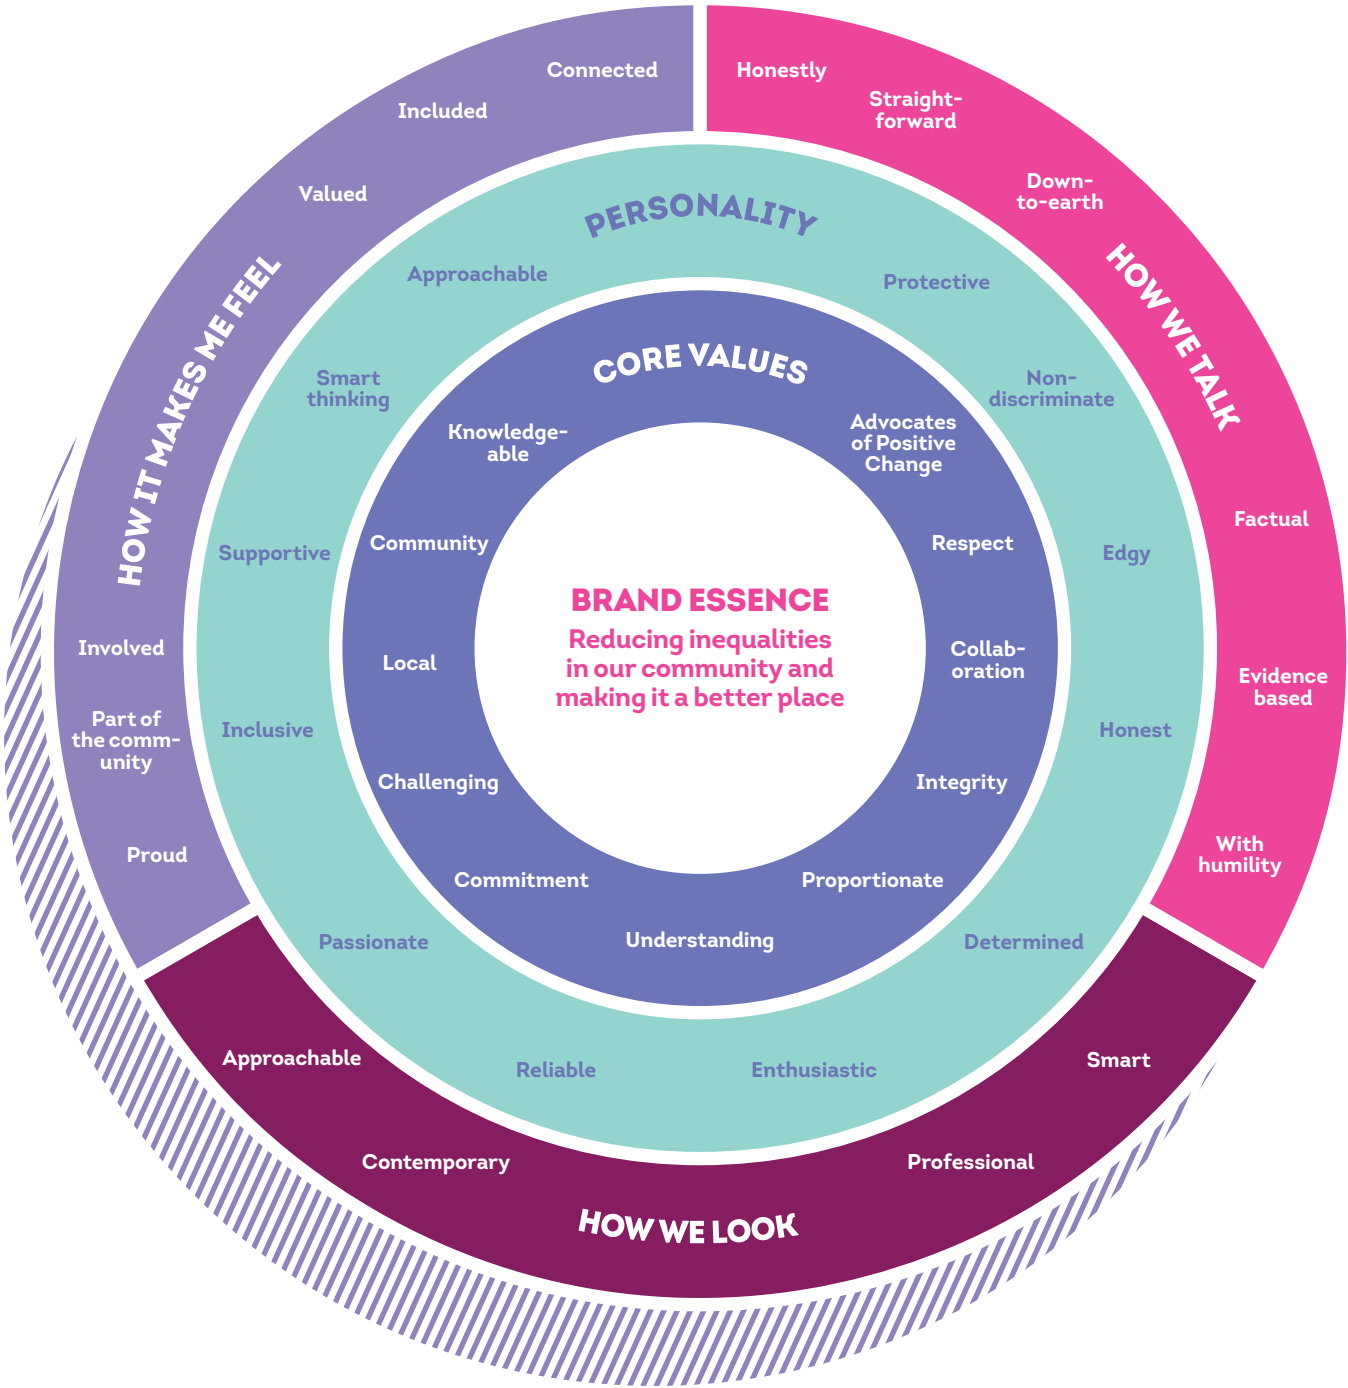 Connected
Included
Valued
HOW IT MAKES ME FEEL
Involved
Part of
the comm-
unity
Proud
Honestly
Straight-
forward
Down-
to-earth
HOW WE TALK
Factual
Evidence
based
With
humility
PERSONALITY
Approachable
Smart
thinking
Supportive
Inclusive
Passionate
Reliable
Enthusiastic
Determined
Honest
Edgy
Non-
discriminate
Protective
CORE VALUES
Knowledge-
able
Community
Local
Challenging
Commitment
Understanding
Proportionate
Integrity
Collab-
oration
Respect
Advocates
of Positive
Change
BRAND ESSENCE
Reducing inequalities
in our community and
making it a better place
Approachable
Contemporary
HOW WE LOOK
Professional
Smart